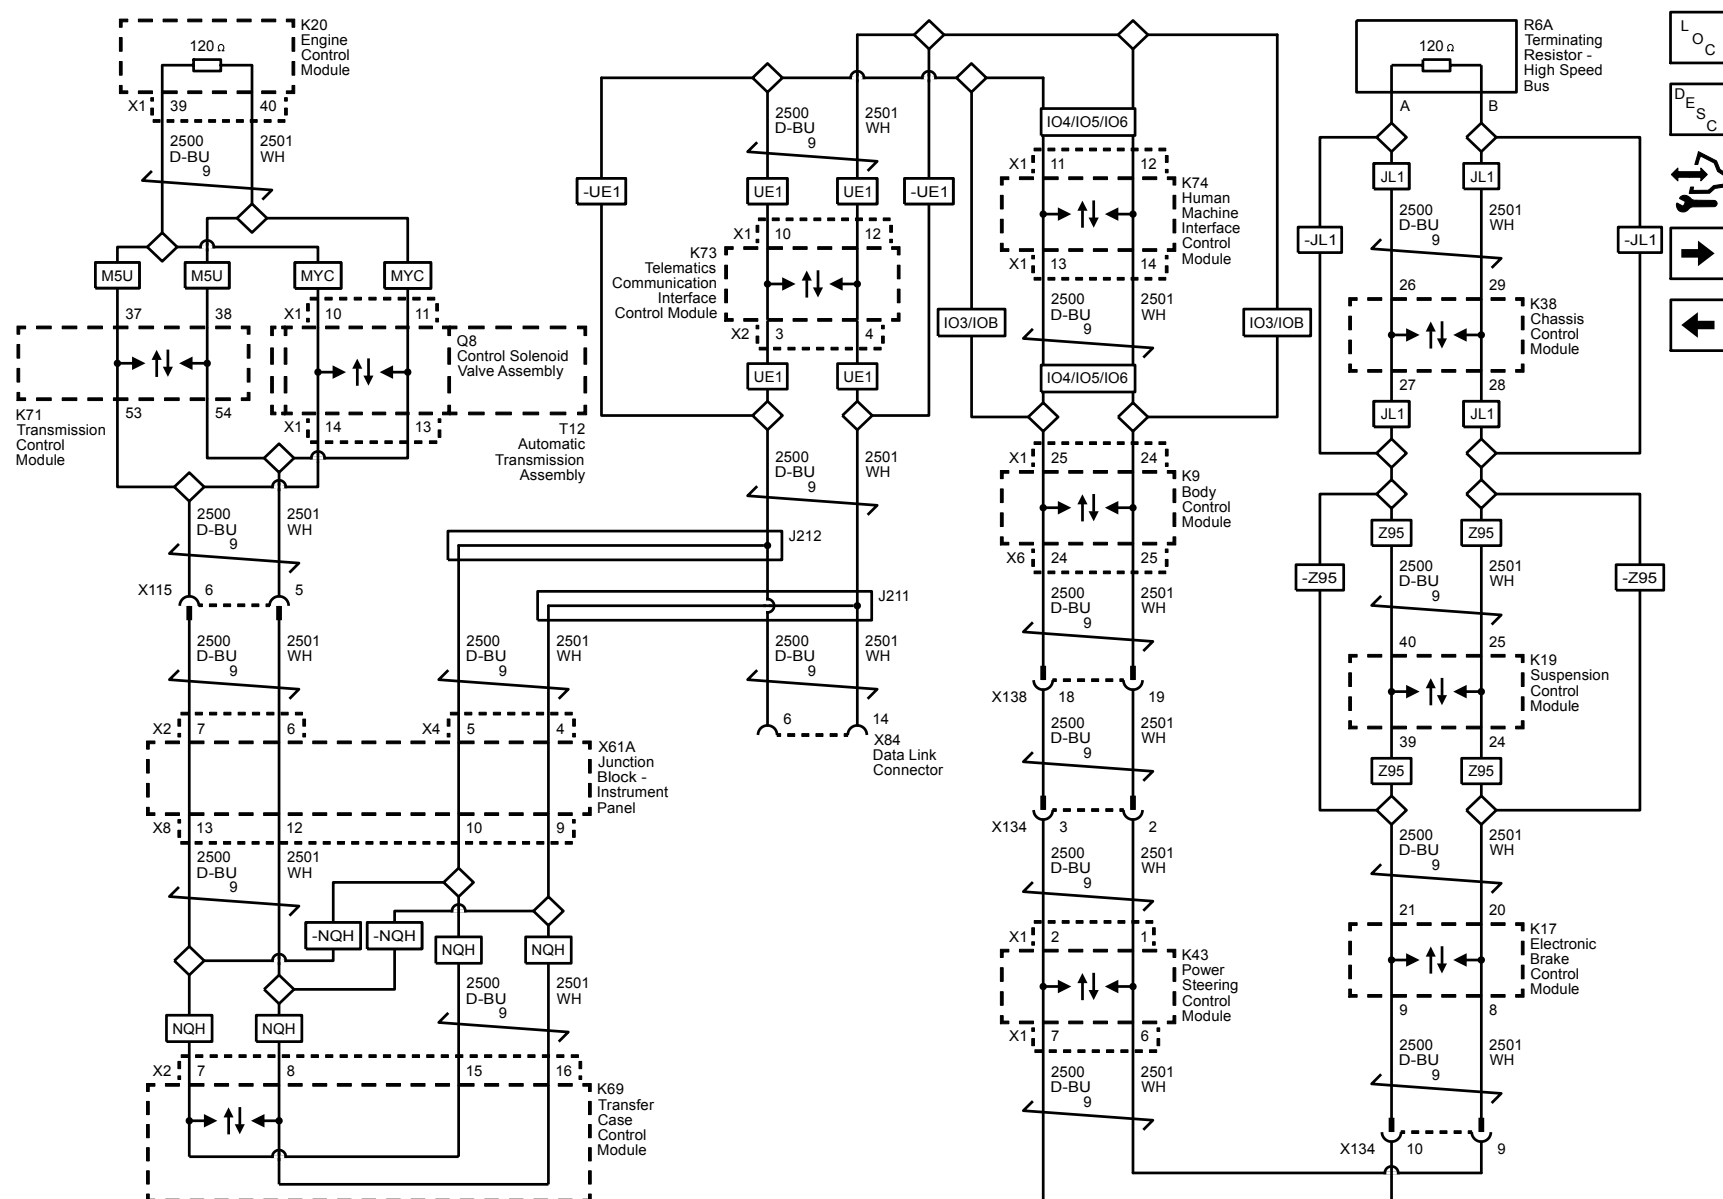 K20
Engine
Control
Module
120 Ω
X1
39
40
2500
D-BU
9
2501
WH
M5U
M5U
MYC
MYC
37
38
X1
10
11
Q8
Control Solenoid
Valve Assembly
53
54
K71
Transmission
Control
Module
X1
14
13
T12
Automatic
Transmission
Assembly
2500
D-BU
9
2501
WH
X115
6
5
2500
D-BU
9
2501
WH
2500
D-BU
9
2501
WH
X2
7
6
X4
5
4
X61A
Junction
Block -
Instrument
Panel
X8
13
12
10
9
2500
D-BU
9
2501
WH
-NQH
-NQH
NQH
NQH
2500
D-BU
9
2501
WH
NQH
NQH
X2
7
8
15
16
K69
Transfer
Case
Control
Module
2500
D-BU
9
2501
WH
-UE1
UE1
UE1
-UE1
X1
10
12
K73
Telematics
Communication
Interface
Control Module
X2
3
4
UE1
UE1
2500
D-BU
9
2501
WH
J212
J211
2500
D-BU
9
2501
WH
6
14
X84
Data Link
Connector
IO4/IO5/IO6
X1
11
12
K74
Human
Machine
Interface
Control
Module
X1
13
14
2500
D-BU
9
2501
WH
IO3/IOB
IO3/IOB
IO4/IO5/IO6
X1
25
24
K9
Body
Control
Module
X6
24
25
2500
D-BU
9
2501
WH
X138
18
19
2500
D-BU
9
2501
WH
X134
3
2
2500
D-BU
9
2501
WH
X1
2
1
K43
Power
Steering
Control
Module
X1
7
6
2500
D-BU
9
2501
WH
R6A
Terminating
Resistor -
High Speed
Bus
120 Ω
A
B
JL1
JL1
2500
D-BU
9
2501
WH
-JL1
-JL1
26
29
K38
Chassis
Control
Module
27
28
JL1
JL1
Z95
Z95
2500
D-BU
9
2501
WH
-Z95
-Z95
40
25
K19
Suspension
Control
Module
39
24
Z95
Z95
2500
D-BU
9
2501
WH
21
20
K17
Electronic
Brake
Control
Module
9
8
2500
D-BU
9
2501
WH
X134
10
9
LOC
DESC